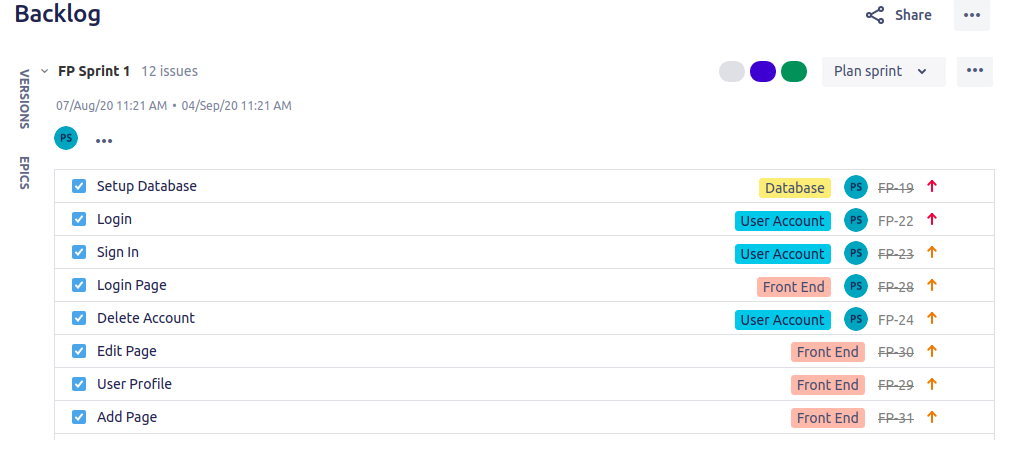 Backlog
Share
VERSIONS
EPICS
FP Sprint 1 12 issues
Plan sprint
07/Aug/20 11:21 AM • 04/Sep/20 11:21 AM
PS
Setup Database Database PS FP-19
Login User Account PS FP-22
Sign In User Account PS FP-23
Login Page Front End PS FP-28
Delete Account User Account PS FP-24
Edit Page Front End FP-30
User Profile Front End FP-29
Add Page Front End FP-31